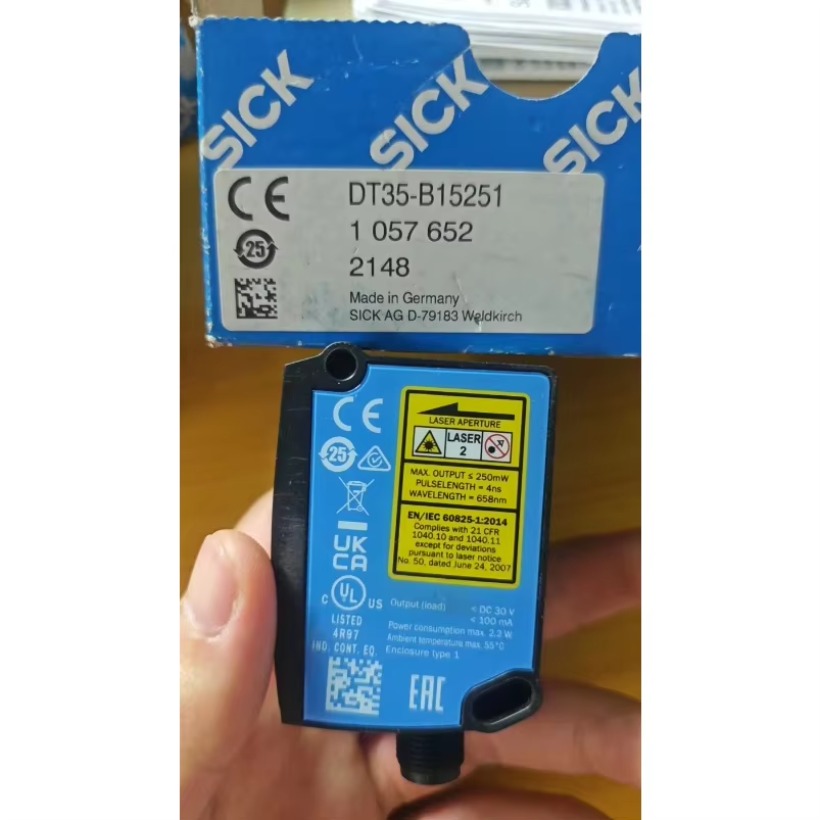 SICK
SICK
SICK
CE
DT35-B15251
25
1 057 652
2148
Made in Germany
SICK AG D-79183 Waldkirch
CE
LASER APERTURE
25
LASER
2
MAX. OUTPUT ≤ 250mW
PULSELENGTH = 4ns
WAVELENGTH = 658nm
EN/IEC 60825-1:2014
Complies with 21 CFR
1040.10 and 1040.11
except for deviations
pursuant to laser notice
No. 50, dated June 24, 2007
UK
CA
C UL US
LISTED
4R97
IND. CONT. EQ.
Output (load) < DC 30 V
< 100 mA
Power consumption max. 2.2 W
Ambient temperature max. 55°C
Enclosure type 1
EAC